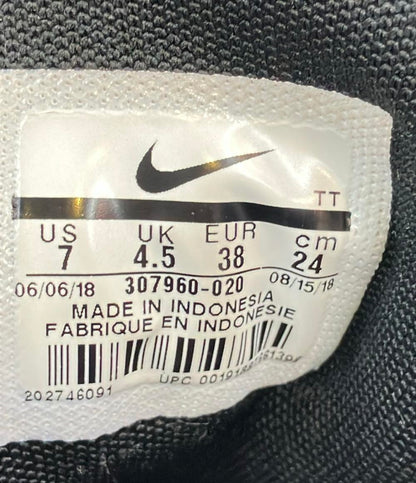 TT
US UK EUR cm
7 4.5 38 24
06/06/18 307960-020 08/15/18
MADE IN INDONESIA
FABRIQUE EN INDONESIE
202746091 UPC